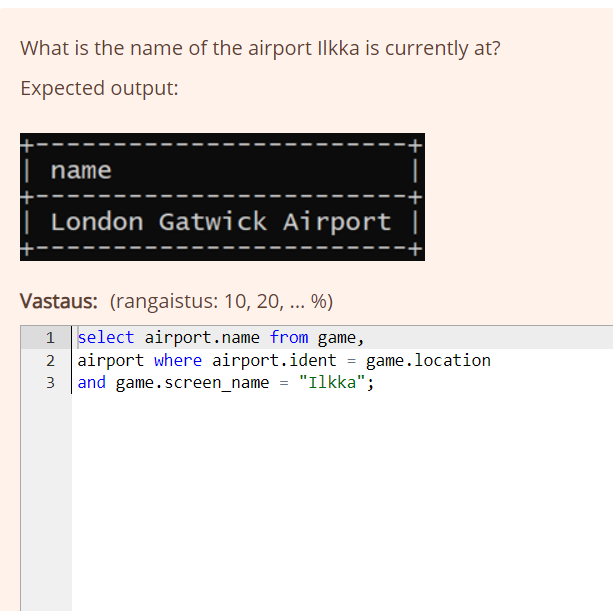 What is the name of the airport Ilkka is currently at?
Expected output:
+------------------------+
| name                   |
+------------------------+
| London Gatwick Airport |
+------------------------+
Vastaus: (rangaistus: 10, 20, ... %)
1 select airport.name from game,
2 airport where airport.ident = game.location
3 and game.screen_name = "Ilkka";